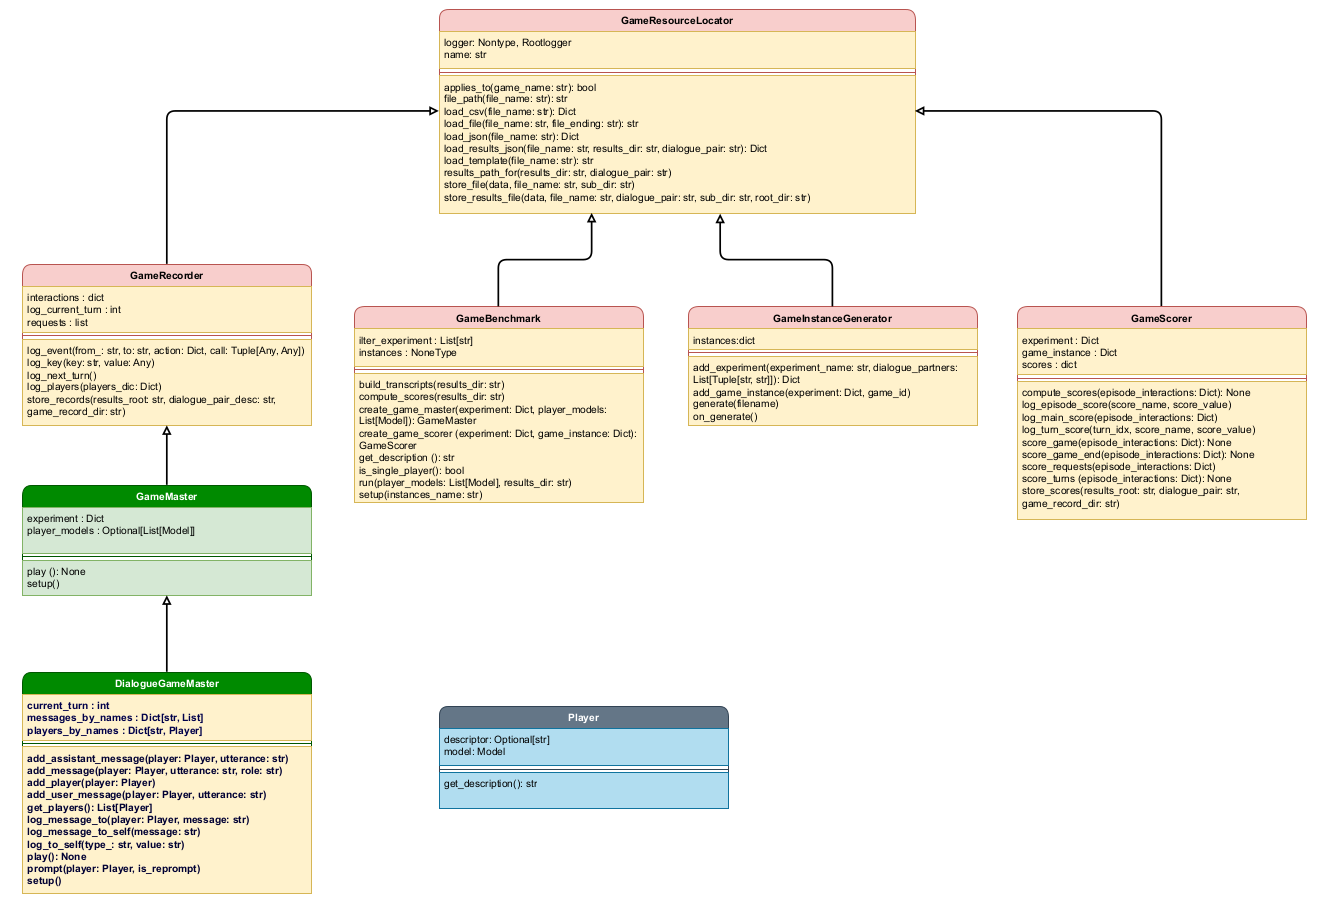 GameResourceLocator
logger: Nontype, Rootlogger
name: str
applies_to(game_name: str): bool
file_path(file_name: str): str
load_csv(file_name: str): Dict
load_file(file_name: str, file_ending: str): str
load_json(file_name: str): Dict
load_results_json(file_name: str, results_dir: str, dialogue_pair: str): Dict
load_template(file_name: str): str
results_path_for(results_dir: str, dialogue_pair: str)
store_file(data, file_name: str, sub_dir: str)
store_results_file(data, file_name: str, dialogue_pair: str, sub_dir: str, root_dir: str)
GameRecorder
interactions : dict
log_current_turn : int
requests : list
log_event(from_: str, to: str, action: Dict, call: Tuple[Any, Any])
log_key(key: str, value: Any)
log_next_turn()
log_players(players_dic: Dict)
store_records(results_root: str, dialogue_pair_desc: str,
game_record_dir: str)
GameBenchmark
ilter_experiment : List[str]
instances : NoneType
build_transcripts(results_dir: str)
compute_scores(results_dir: str)
create_game_master(experiment: Dict, player_models:
List[Model]): GameMaster
create_game_scorer (experiment: Dict, game_instance: Dict):
GameScorer
get_description (): str
is_single_player(): bool
run(player_models: List[Model], results_dir: str)
setup(instances_name: str)
GameInstanceGenerator
instances:dict
add_experiment(experiment_name: str, dialogue_partners:
List[Tuple[str, str]]): Dict
add_game_instance(experiment: Dict, game_id)
generate(filename)
on_generate()
GameScorer
experiment : Dict
game_instance : Dict
scores : dict
compute_scores(episode_interactions: Dict): None
log_episode_score(score_name, score_value)
log_main_score(episode_interactions: Dict)
log_turn_score(turn_idx, score_name, score_value)
score_game(episode_interactions: Dict): None
score_game_end(episode_interactions: Dict): None
score_requests(episode_interactions: Dict)
score_turns (episode_interactions: Dict): None
store_scores(results_root: str, dialogue_pair: str,
game_record_dir: str)
GameMaster
experiment : Dict
player_models : Optional[List[Model]]
play (): None
setup()
DialogueGameMaster
current_turn : int
messages_by_names : Dict[str, List]
players_by_names : Dict[str, Player]
add_assistant_message(player: Player, utterance: str)
add_message(player: Player, utterance: str, role: str)
add_player(player: Player)
add_user_message(player: Player, utterance: str)
get_players(): List[Player]
log_message_to(player: Player, message: str)
log_message_to_self(message: str)
log_to_self(type_: str, value: str)
play(): None
prompt(player: Player, is_reprompt)
setup()
Player
descriptor: Optional[str]
model: Model
get_description(): str